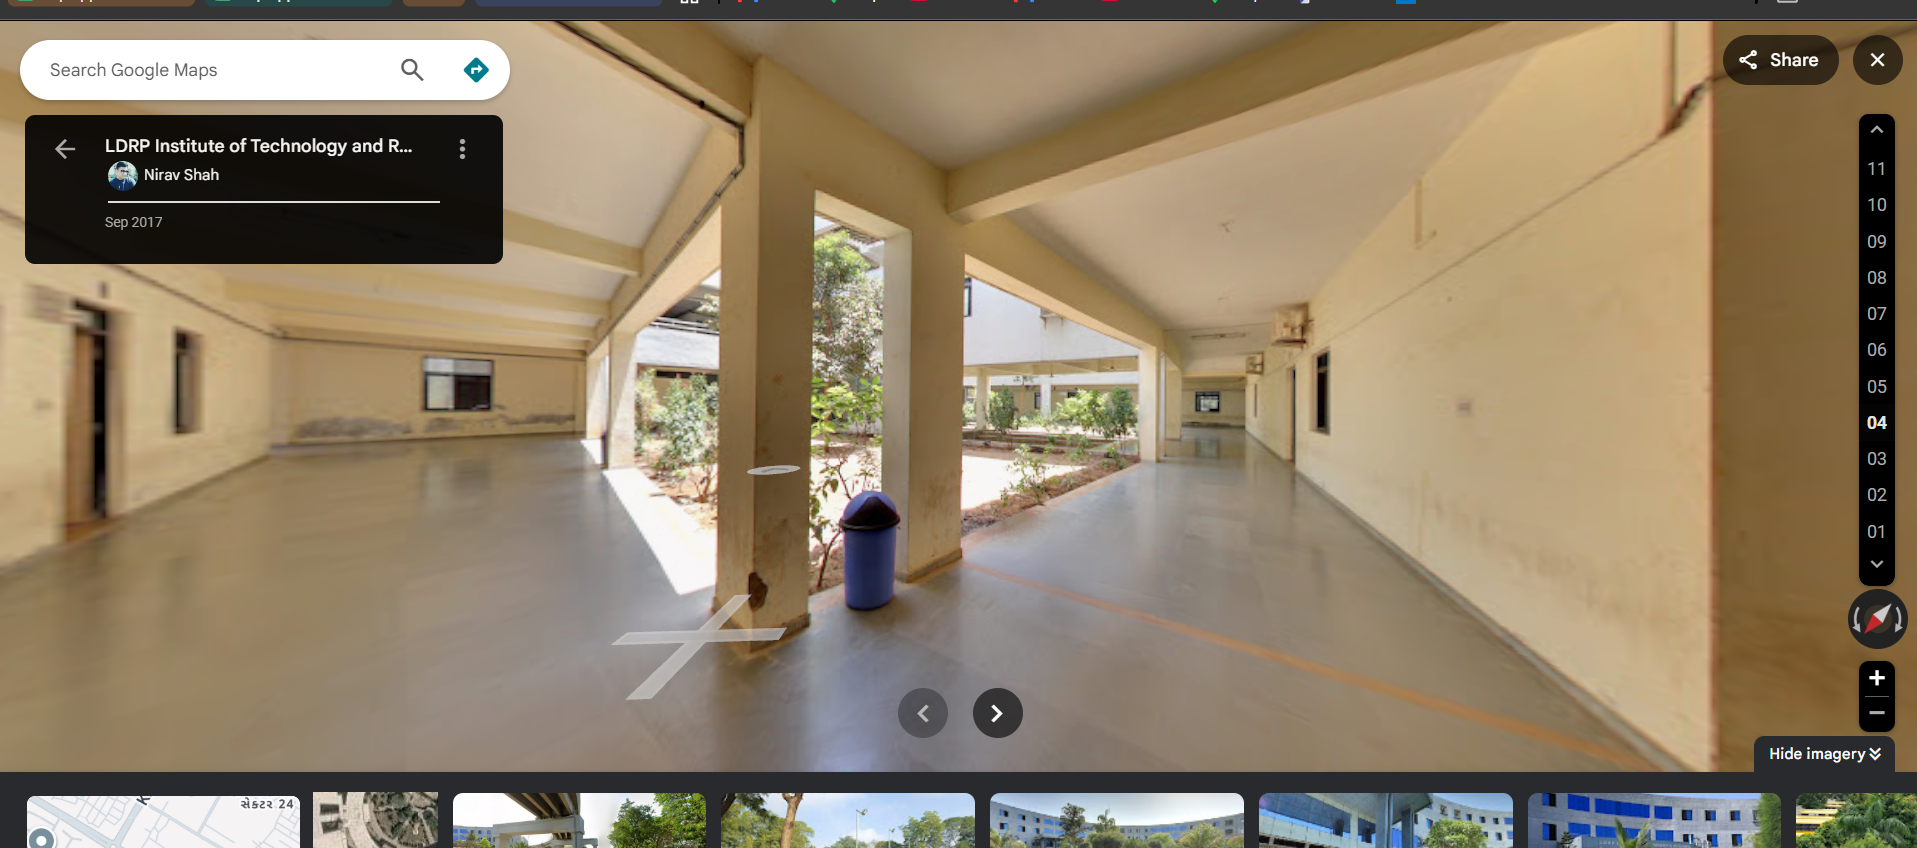 Search Google Maps
Share
LDRP Institute of Technology and R...
Nirav Shah
Sep 2017
11
10
09
08
07
06
05
04
03
02
01
Hide imagery
સેક્ટર 24